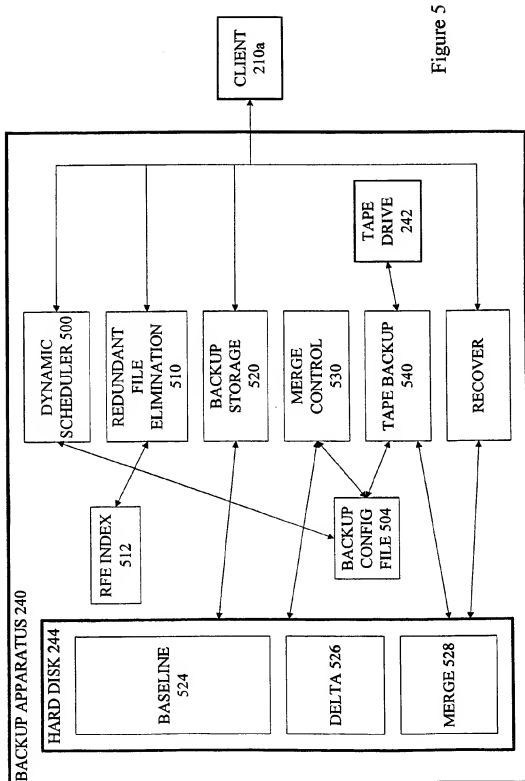 BACKUP APPARATUS 240
HARD DISK 244
BASELINE
524
DELTA 526
MERGE 528
RFE INDEX
512
BACKUP
CONFIG
FILE 504
DYNAMIC
SCHEDULER 500
REDUNDANT
FILE
ELIMINATION
510
BACKUP
STORAGE
520
MERGE
CONTROL
530
TAPE BACKUP
540
RECOVER
TAPE
DRIVE
242
CLIENT
210a
Figure 5